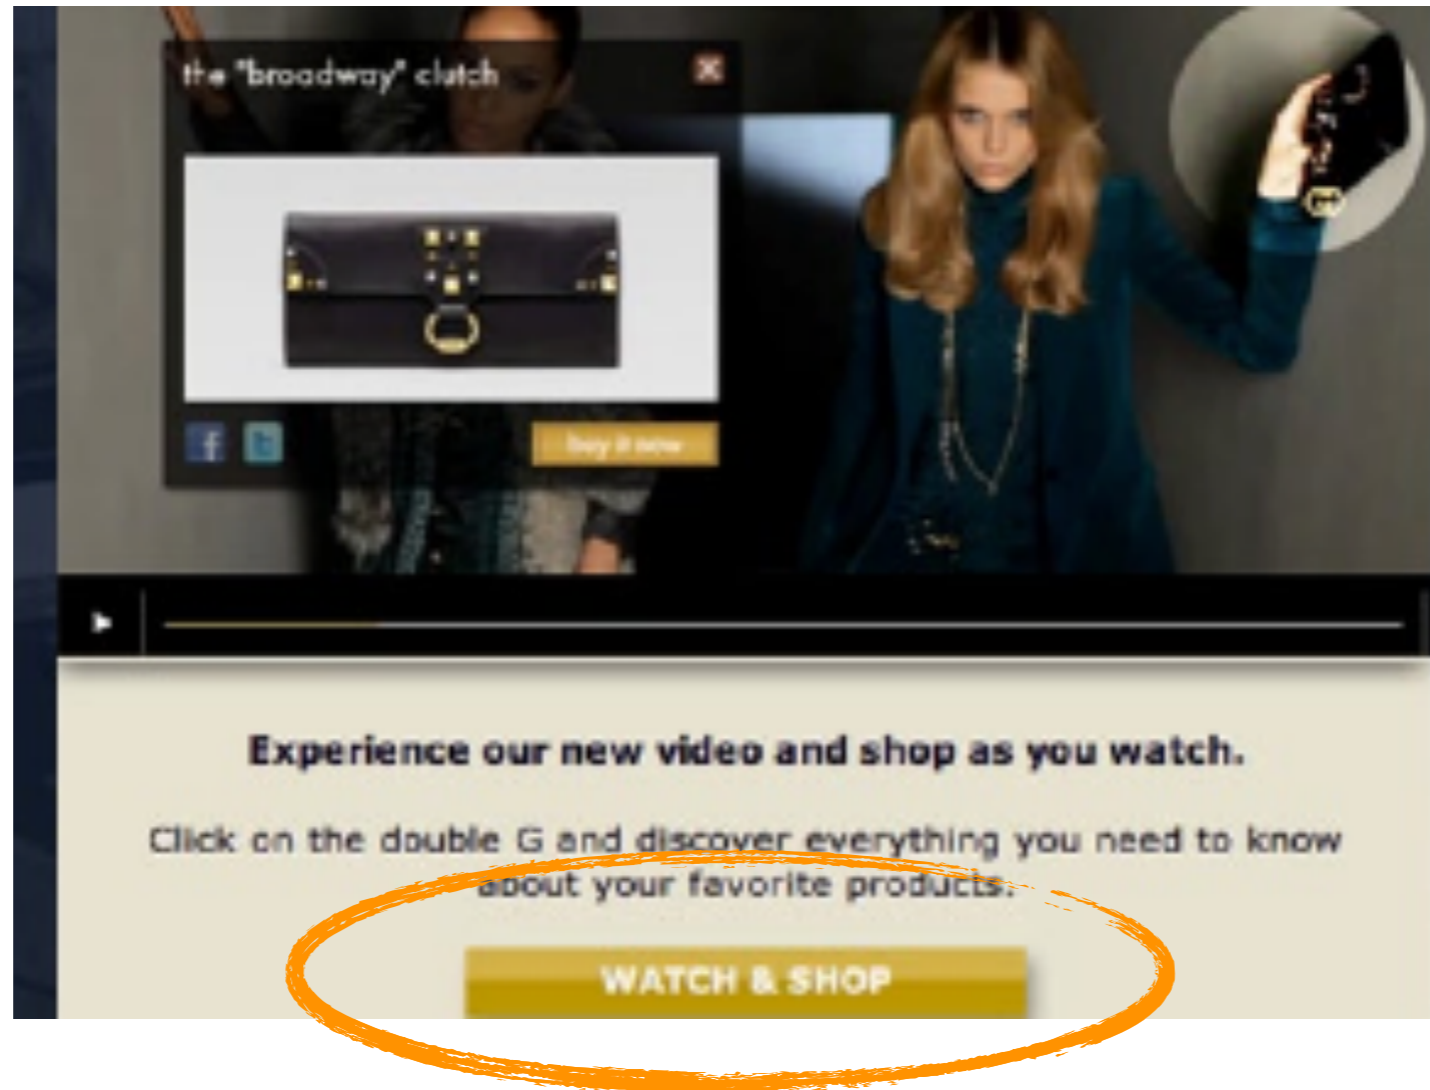 the "broadway" clutch
buy it now
Experience our new video and shop as you watch.
Click on the double G and discover everything you need to know
about your favorite products.
WATCH & SHOP